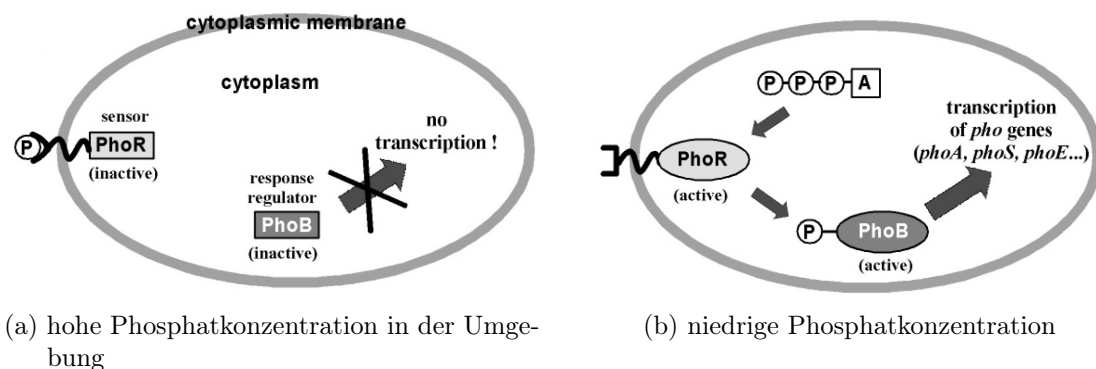 cytoplasmic membrane
cytoplasm
sensor
P
PhoR
(inactive)
no
transcription !
response
regulator
PhoB
(inactive)
(a) hohe Phosphatkonzentration in der Umge-
bung
P P P A
transcription
of pho genes
(phoA, phoS, phoE...)
PhoR
(active)
P PhoB
(active)
(b) niedrige Phosphatkonzentration